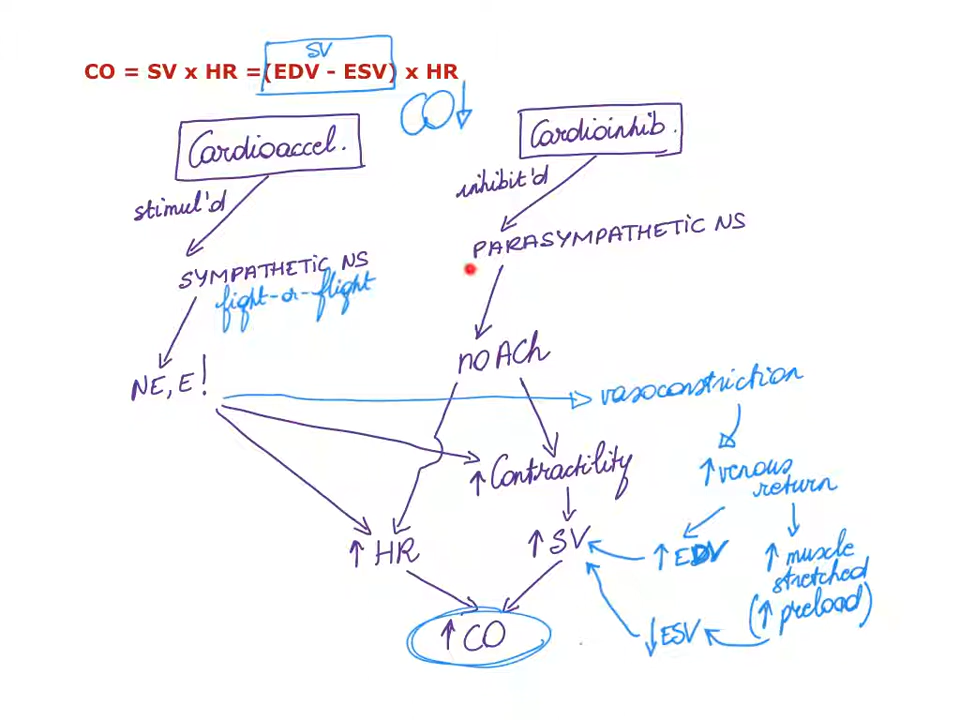 SV
CO = SV x HR =(EDV - ESV) x HR
CO↓
Cardioaccel.
Cardioinhib.
stimul'd
inhibit'd
SYMPATHETIC NS
PARASYMPATHETIC NS
fight-or-flight
no ACh
NE, E!
vasoconstriction
↑ Contractility
↑ venous
return
↑ HR
↑ SV
↑ EDV
↑ muscle
stretched
(↑ preload)
↑ CO
↓ ESV